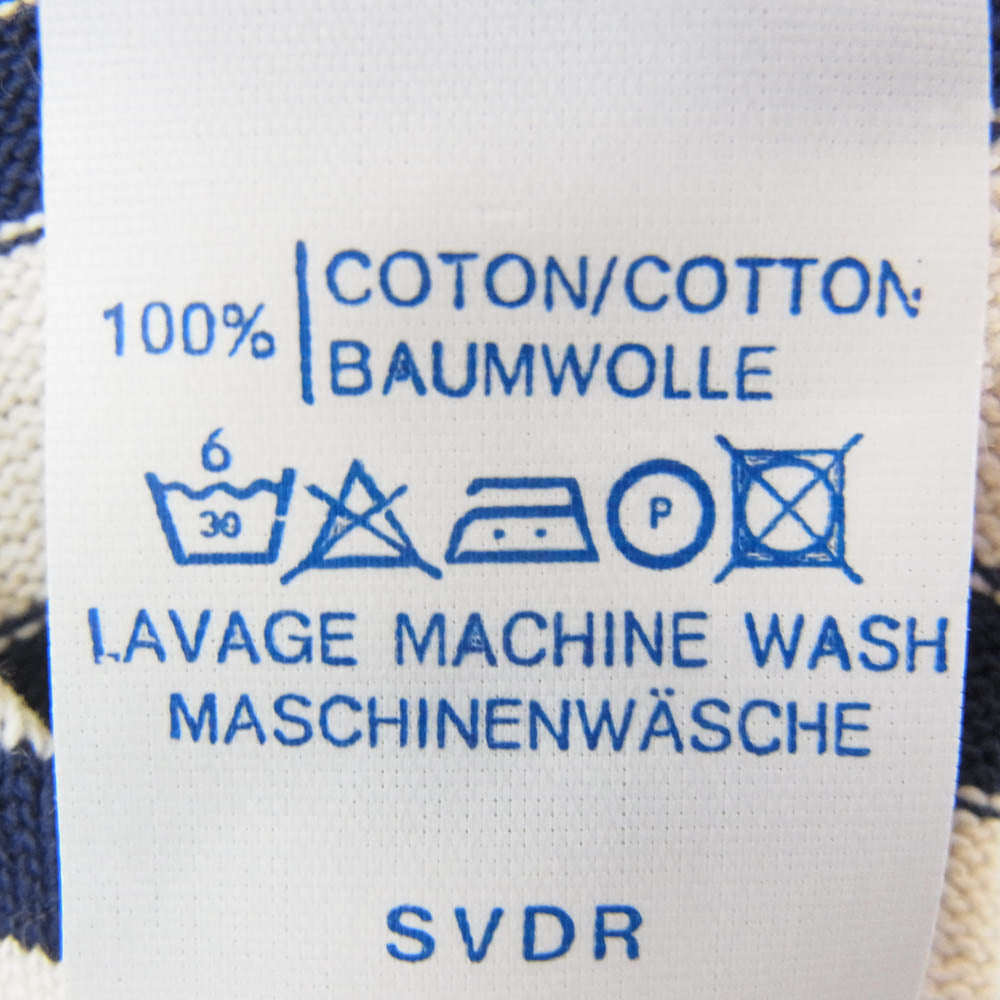 100% COTON/COTTON
BAUMWOLLE
6
30 P
LAVAGE MACHINE WASH
MASCHINENWÄSCHE
SVDR